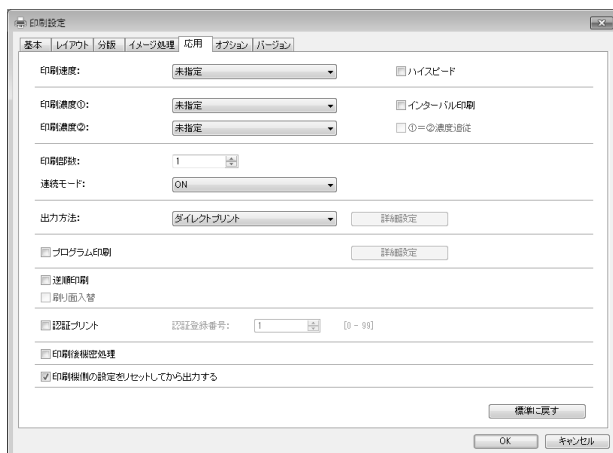 印刷設定
基本 レイアウト 分版 イメージ処理 応用 オプション バージョン
印刷速度: 未指定 ハイスピード
印刷濃度①: 未指定 インターバル印刷
印刷濃度②: 未指定 ①=②濃度追従
印刷部数: 1
連続モード: ON
出力方法: ダイレクトプリント 詳細設定
プログラム印刷 詳細設定
逆順印刷
刷り面入替
認証プリント 認証登録番号: 1 [0 - 99]
印刷後機密処理
印刷機側の設定をリセットしてから出力する
標準に戻す
OK キャンセル